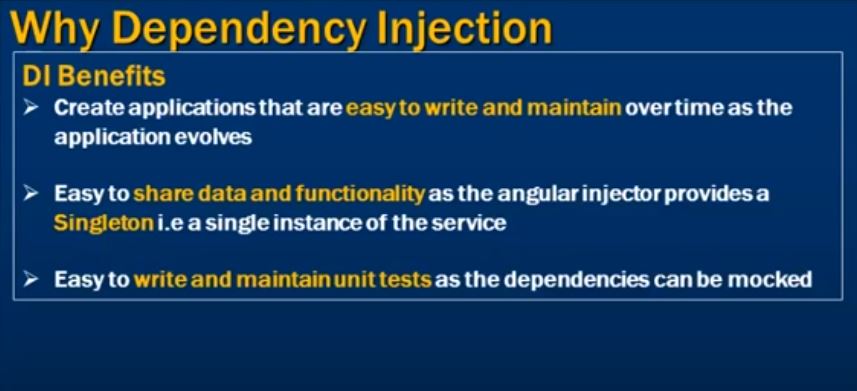 Why Dependency Injection
DI Benefits
➢ Create applications that are easy to write and maintain over time as the
application evolves
➢ Easy to share data and functionality as the angular injector provides a
Singleton i.e a single instance of the service
➢ Easy to write and maintain unit tests as the dependencies can be mocked